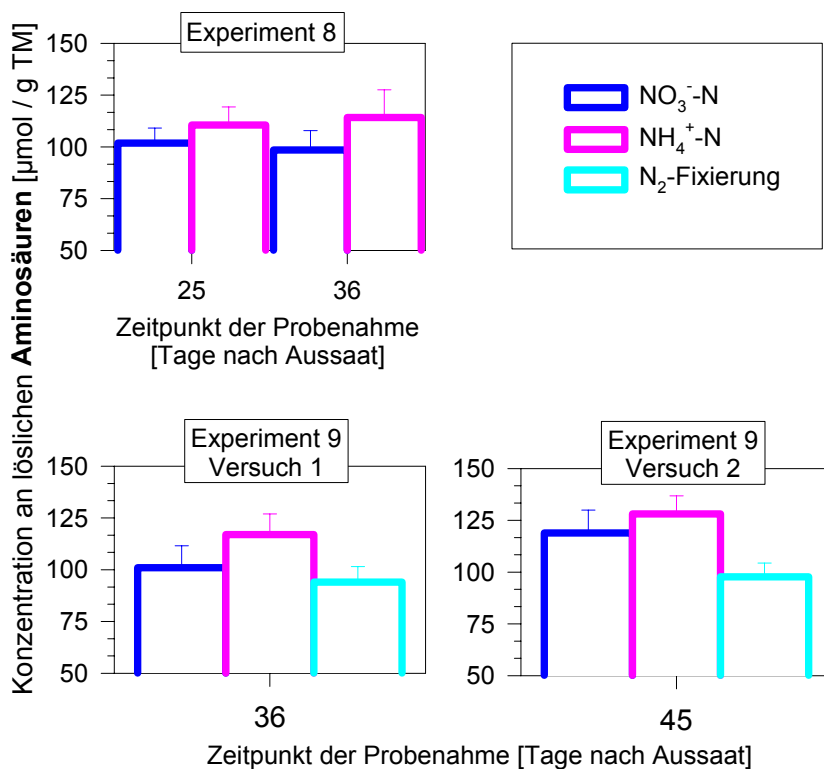 Konzentration an löslichen Aminosäuren [µmol / g TM]
Experiment 8
150
125
100
75
50
25 36
Zeitpunkt der Probenahme
[Tage nach Aussaat]
NO₃⁻-N
NH₄⁺-N
N₂-Fixierung
Experiment 9
Versuch 1
150
125
100
75
50
36
Experiment 9
Versuch 2
150
125
100
75
50
45
Zeitpunkt der Probenahme [Tage nach Aussaat]